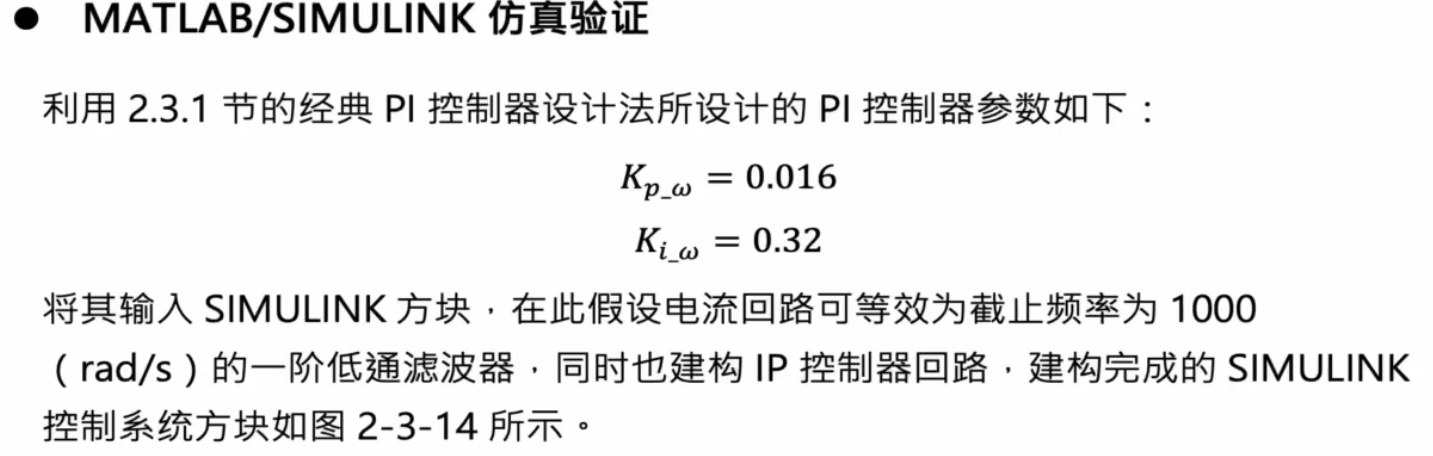 ● MATLAB/SIMULINK 仿真验证
利用 2.3.1 节的经典 PI 控制器设计法所设计的 PI 控制器参数如下：
K_{p_ω} = 0.016
K_{i_ω} = 0.32
将其输入 SIMULINK 方块，在此假设电流回路可等效为截止频率为 1000
（rad/s）的一阶低通滤波器，同时也建构 IP 控制器回路，建构完成的 SIMULINK
控制系统方块如图 2-3-14 所示。